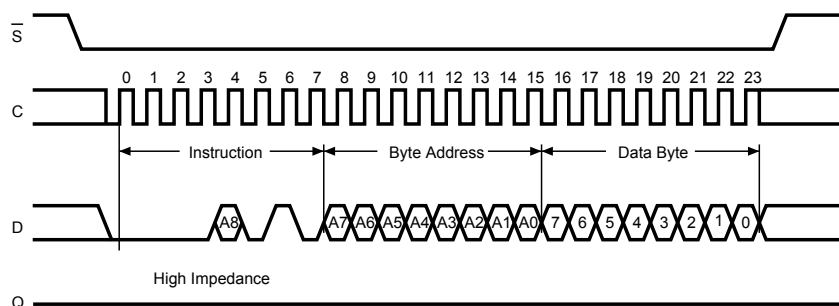 S
0 1 2 3 4 5 6 7 8 9 10 11 12 13 14 15 16 17 18 19 20 21 22 23
C
Instruction Byte Address Data Byte
D A8 A7 A6 A5 A4 A3 A2 A1 A0 7 6 5 4 3 2 1 0
High Impedance
Q